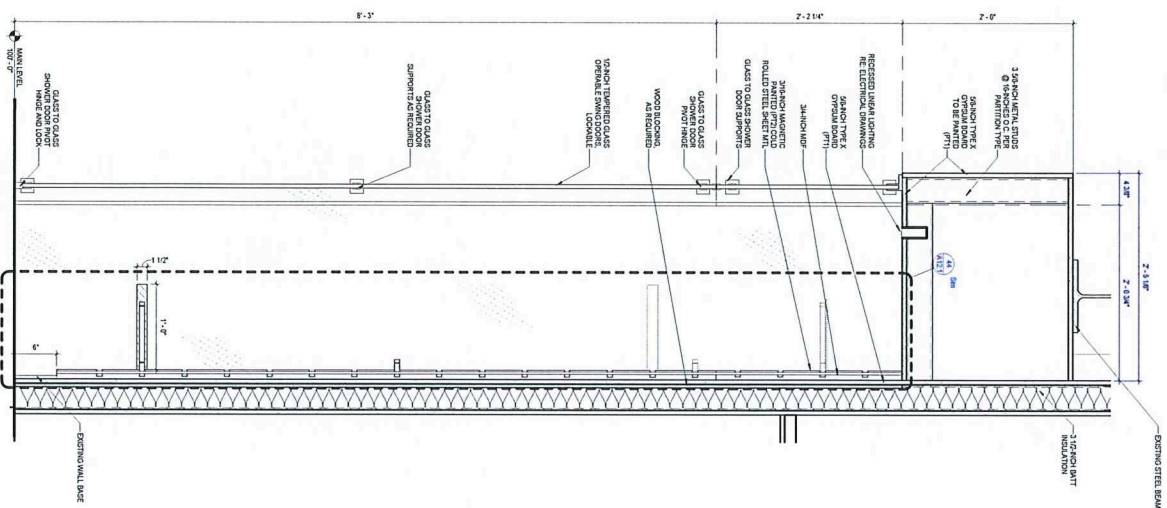 8' - 3"
2' - 2 1/4"
2' - 0"
MAIN LEVEL
100' - 0"
GLASS TO GLASS
SHOWER DOOR PIVOT
HINGE AND LOCK
GLASS TO GLASS
SHOWER DOOR
SUPPORTS AS REQUIRED
1/2-INCH TEMPERED GLASS
OPERABLE SWING DOORS,
LOCKABLE
WOOD BLOCKING,
AS REQUIRED
GLASS TO GLASS
SHOWER DOOR
PIVOT HINGE
GLASS TO GLASS SHOWER
DOOR SUPPORTS
3/16-INCH MAGNETIC
PAINTED (PT2) COLD
ROLLED STEEL SHEET MTL
3/4-INCH MDF
5/8-INCH TYPE X
GYPSUM BOARD
(PT1)
RECESSED LINEAR LIGHTING
RE: ELECTRICAL DRAWINGS
5/8-INCH TYPE X
GYPSUM BOARD
TO BE PAINTED
(PT1)
3 5/8-INCH METAL STUDS
@ 16-INCHES O.C. TYPER
PARTITION TYPE
4 3/8"
2' - 0 3/4"
2' - 5 1/8"
44
Sim
1 1/2"
1' - 0"
6"
EXISTING WALL BASE
3 1/2-INCH BATT
INSULATION
EXISTING STEEL BEAM